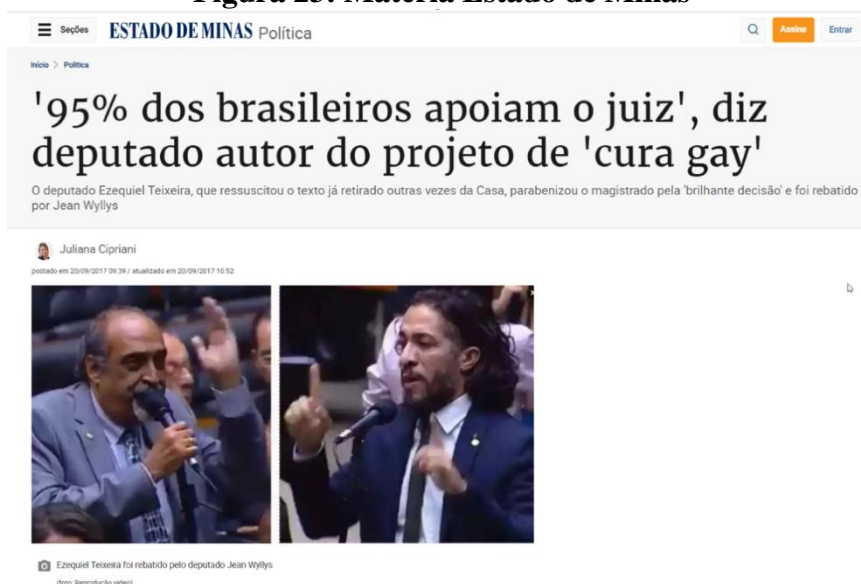 Figura 25: Matéria Estado de Minas
Seções ESTADO DE MINAS Política Assine Entrar
Início > Política
'95% dos brasileiros apoiam o juiz', diz
deputado autor do projeto de 'cura gay'
O deputado Ezequiel Teixeira, que ressuscitou o texto já retirado outras vezes da Casa, parabenizou o magistrado pela 'brilhante decisão' e foi rebatido
por Jean Wyllys
Juliana Cipriani
postado em 20/09/2017 09:39 / atualizado em 20/09/2017 10:52
Ezequiel Teixeira foi rebatido pelo deputado Jean Wyllys
(foto: Reprodução vídeo)